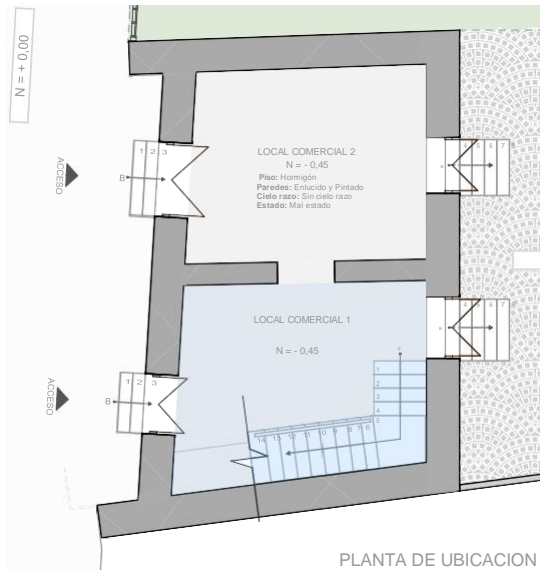 N = + 0,00
LOCAL COMERCIAL 2
N = - 0,45
Piso: Hormigón
Paredes: Enlucido y Pintado
Cielo razo: Sin cielo razo
Estado: Mal estado
1 2 3
B
ACCESO
4 5 6 7 8
LOCAL COMERCIAL 1
N = - 0,45
4 5 6 7 8
1 2 3
B
ACCESO
1
2
3
4
5
14 13 12 11 10 9 8 7 6
PLANTA DE UBICACION